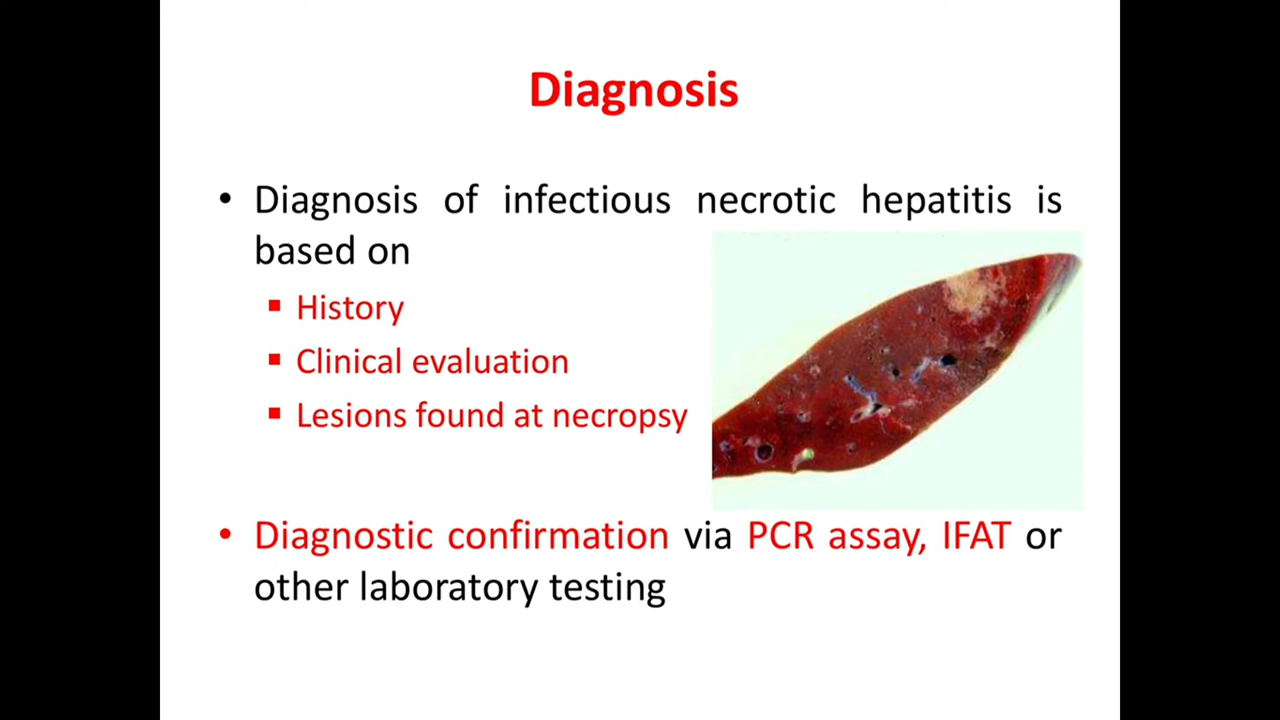 Diagnosis
• Diagnosis of infectious necrotic hepatitis is
based on
▪ History
▪ Clinical evaluation
▪ Lesions found at necropsy
• Diagnostic confirmation via PCR assay, IFAT or
other laboratory testing